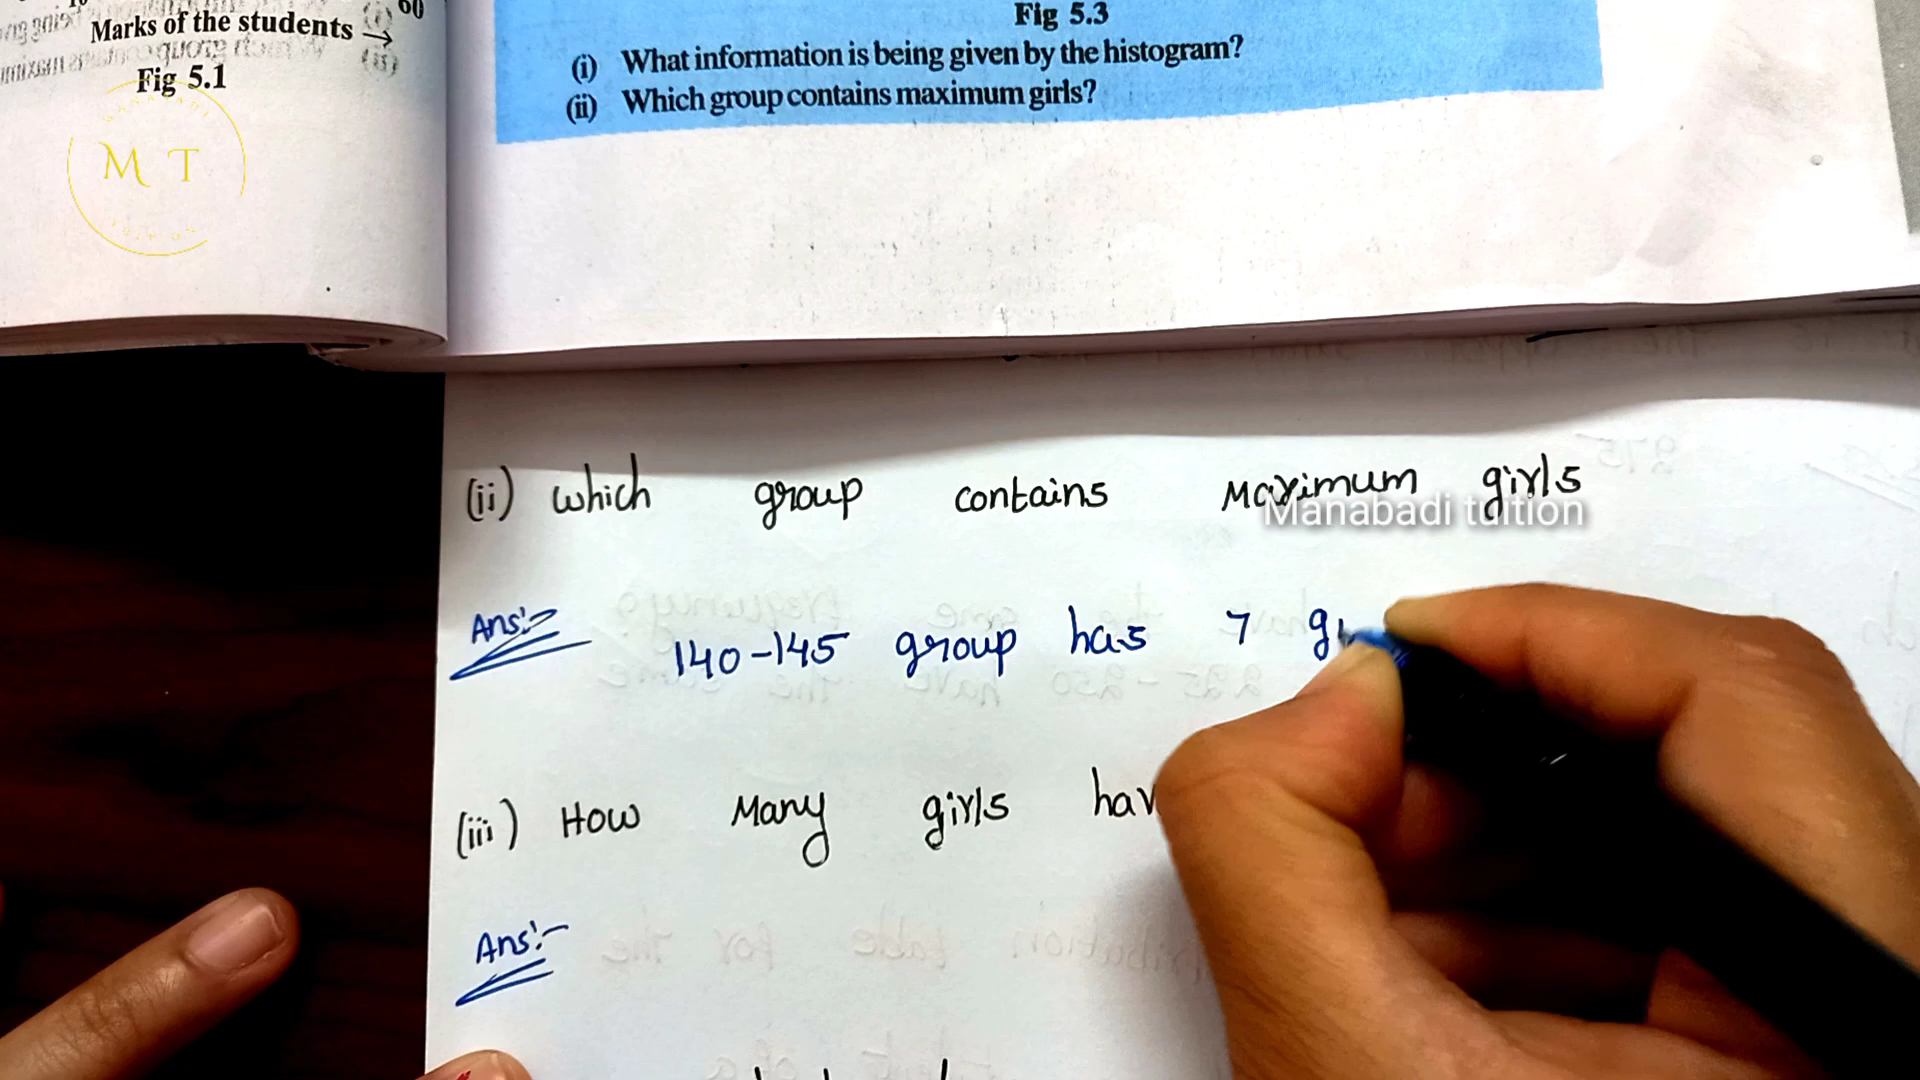 Marks of the students →
60
Fig 5.1
M T
Fig 5.3
(i) What information is being given by the histogram?
(ii) Which group contains maximum girls?
(ii) which group contains Maximum girls
Manabadi tuition
Ans:-
140-145 group has 7
(iii) How Many girls
Ans:-